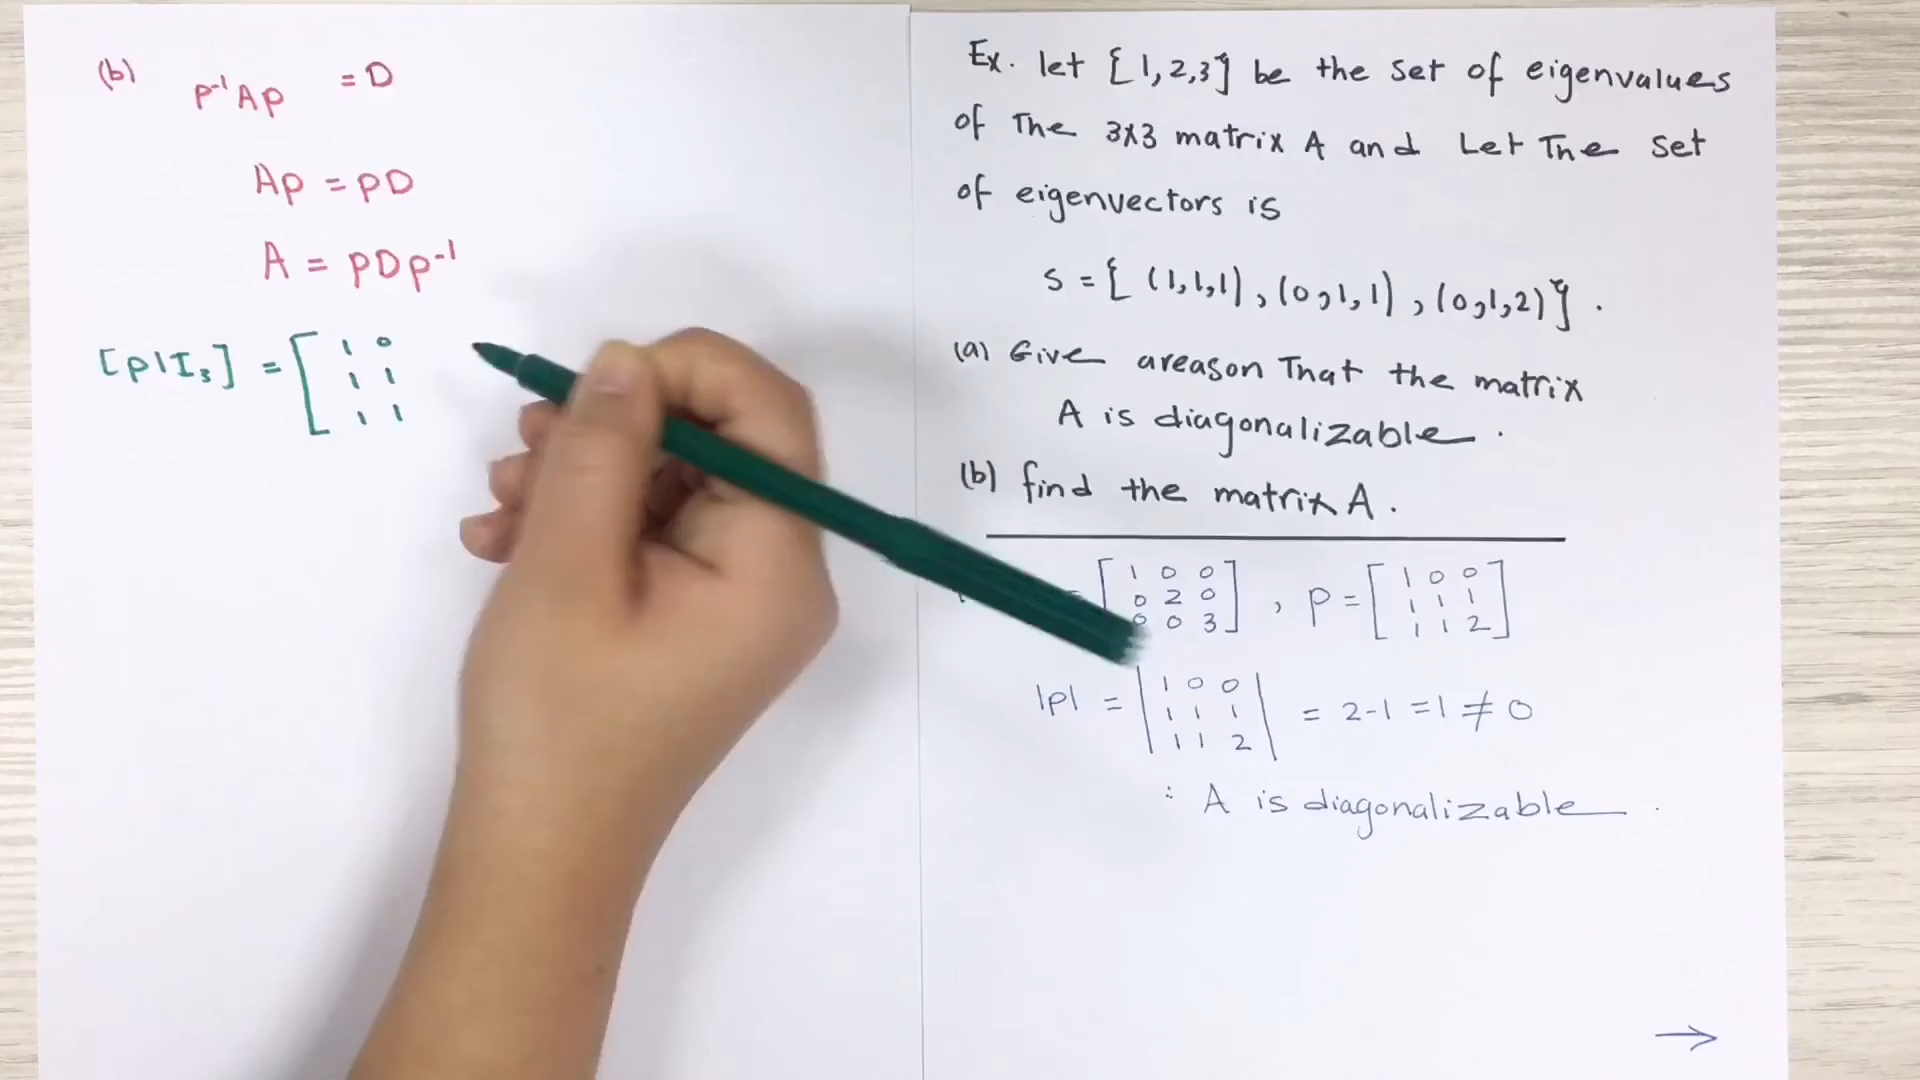 (b) P⁻¹AP = D
AP = PD
A = PDP⁻¹
[P|I₃] = [ 1 0
1 1
1 1
Ex. let {1,2,3} be the set of eigenvalues
of The 3x3 matrix A and Let The set
of eigenvectors is
S = { (1,1,1) , (0,1,1) , (0,1,2) } .
(a) Give a reason That the matrix
A is diagonalizable .
(b) find the matrix A .
= [ 1 0 0 , P = [ 1 0 0
0 2 0 1 1 1
0 0 3 ] 1 1 2 ]
|P| = | 1 0 0
1 1 1
1 1 2 | = 2-1 = 1 ≠ 0
∴ A is diagonalizable .
→